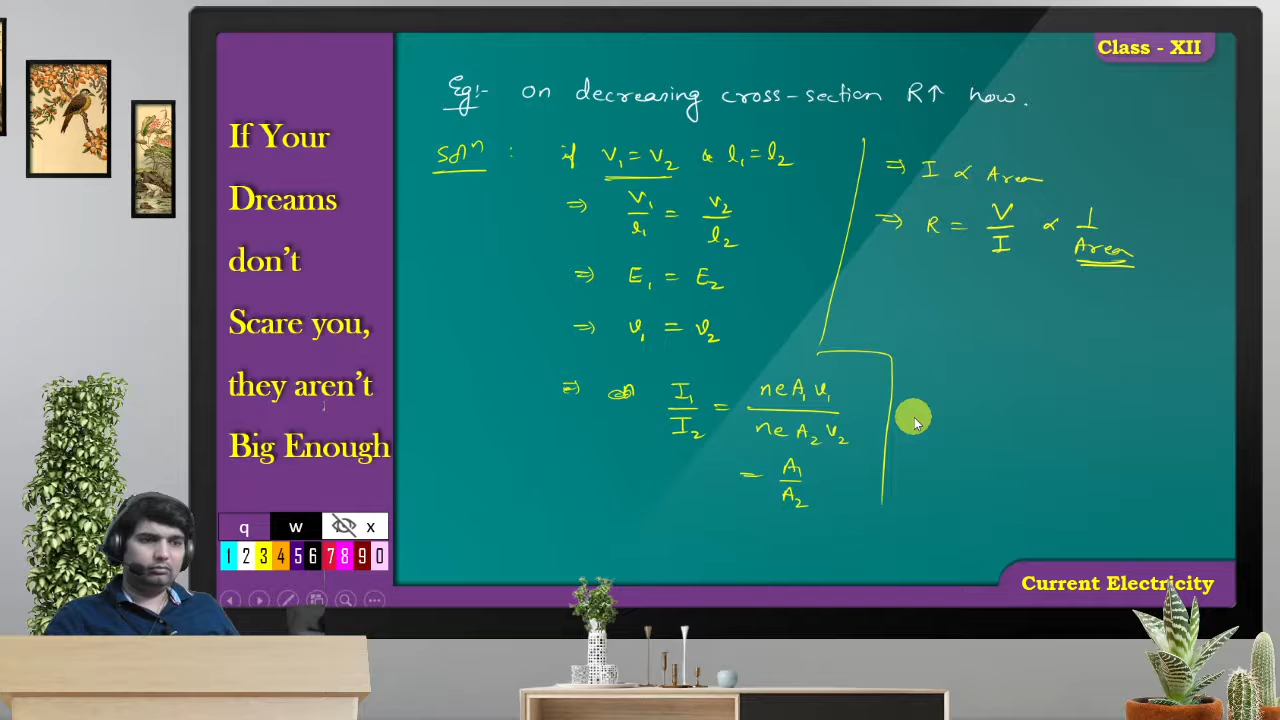 Class - XII
If Your
Dreams
don't
Scare you,
they aren't
Big Enough
Eg:- on decreasing cross-section R↑ how.
Solⁿ : if V₁ = V₂ & l₁ = l₂
⇒ V₁/l₁ = V₂/l₂
⇒ E₁ = E₂
⇒ v₁ = v₂
⇒ I₁/I₂ = neA₁v₁/neA₂v₂
= A₁/A₂
⇒ I ∝ Area
⇒ R = V/I ∝ 1/Area
q w x
1 2 3 4 5 6 7 8 9 0
Current Electricity